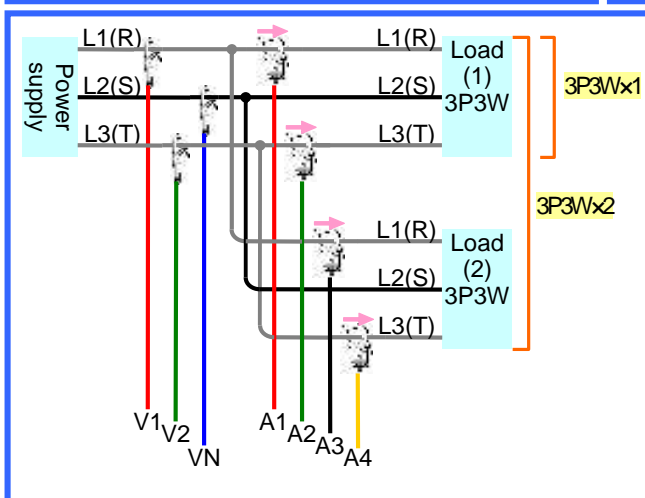 Power supply
L1(R)
L2(S)
L3(T)
L1(R)
L2(S)
L3(T)
Load
(1)
3P3W
3P3W×1
3P3W×2
L1(R)
L2(S)
L3(T)
Load
(2)
3P3W
V1
V2
VN
A1
A2
A3
A4